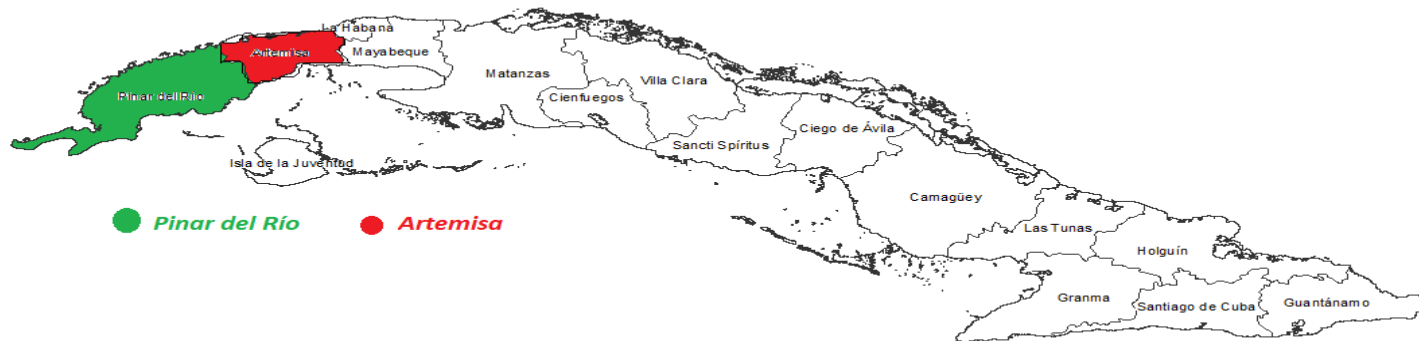 La Habana
Artemisa
Mayabeque
Pinar del Río
Matanzas
Villa Clara
Cienfuegos
Ciego de Ávila
Sancti Spíritus
Isla de la Juventud
Camagüey
Las Tunas
Holguín
Granma
Santiago de Cuba
Guantánamo
Pinar del Río
Artemisa